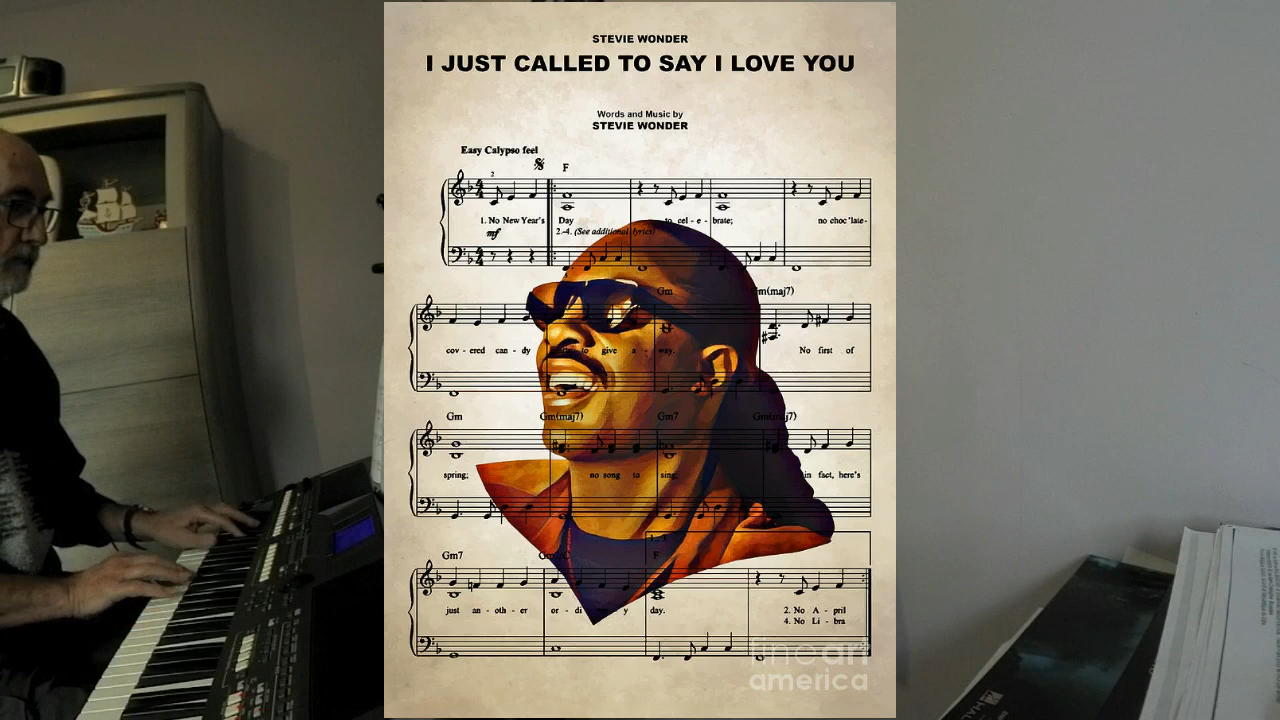 STEVIE WONDER
I JUST CALLED TO SAY I LOVE YOU
Words and Music by
STEVIE WONDER
Easy Calypso feel
F
2
1. No New Year's Day to cel - e - brate; no choc'late-
mf 2.-4. (See additional lyrics)
Gm Gm(maj7)
cov - ered can - dy to give a - way. No first of
Gm Gm(maj7) Gm7 Gm(maj7)
spring; no song to sing; in fact, here's
Gm7
F
just an - oth - er or - di y day. 2. No A - pril
4. No Li - bra
fine art
america